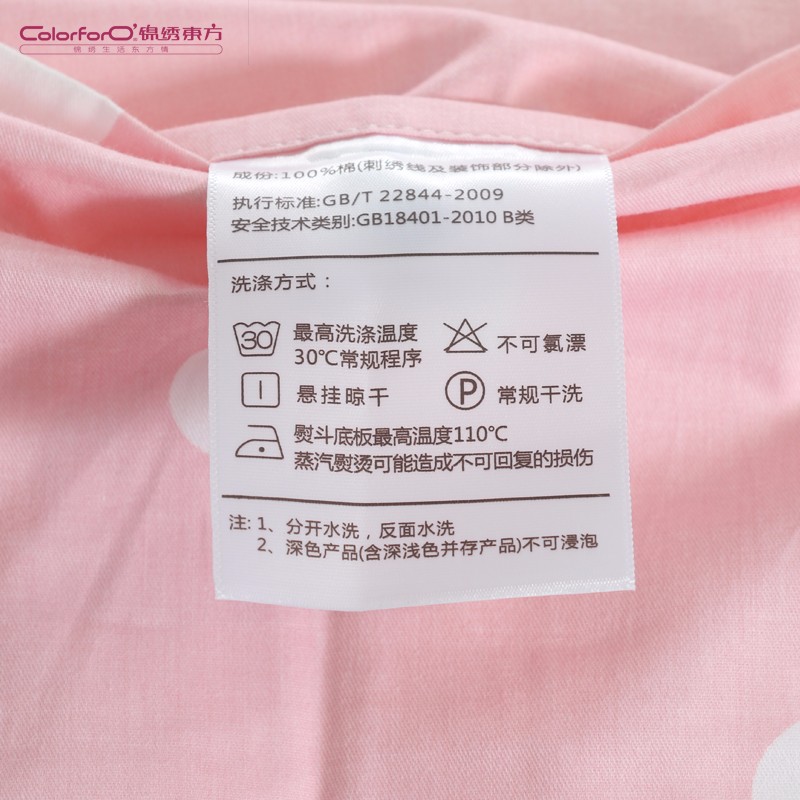 ColorforO' 锦绣東方
锦绣生活东方情
成份:100%棉(刺绣线及装饰部分除外)
执行标准:GB/T 22844-2009
安全技术类别:GB18401-2010 B类
洗涤方式：
30 最高洗涤温度
30℃常规程序
不可氯漂
悬挂晾干
P 常规干洗
熨斗底板最高温度110℃
蒸汽熨烫可能造成不可回复的损伤
注: 1、分开水洗，反面水洗
2、深色产品(含深浅色并存产品)不可浸泡